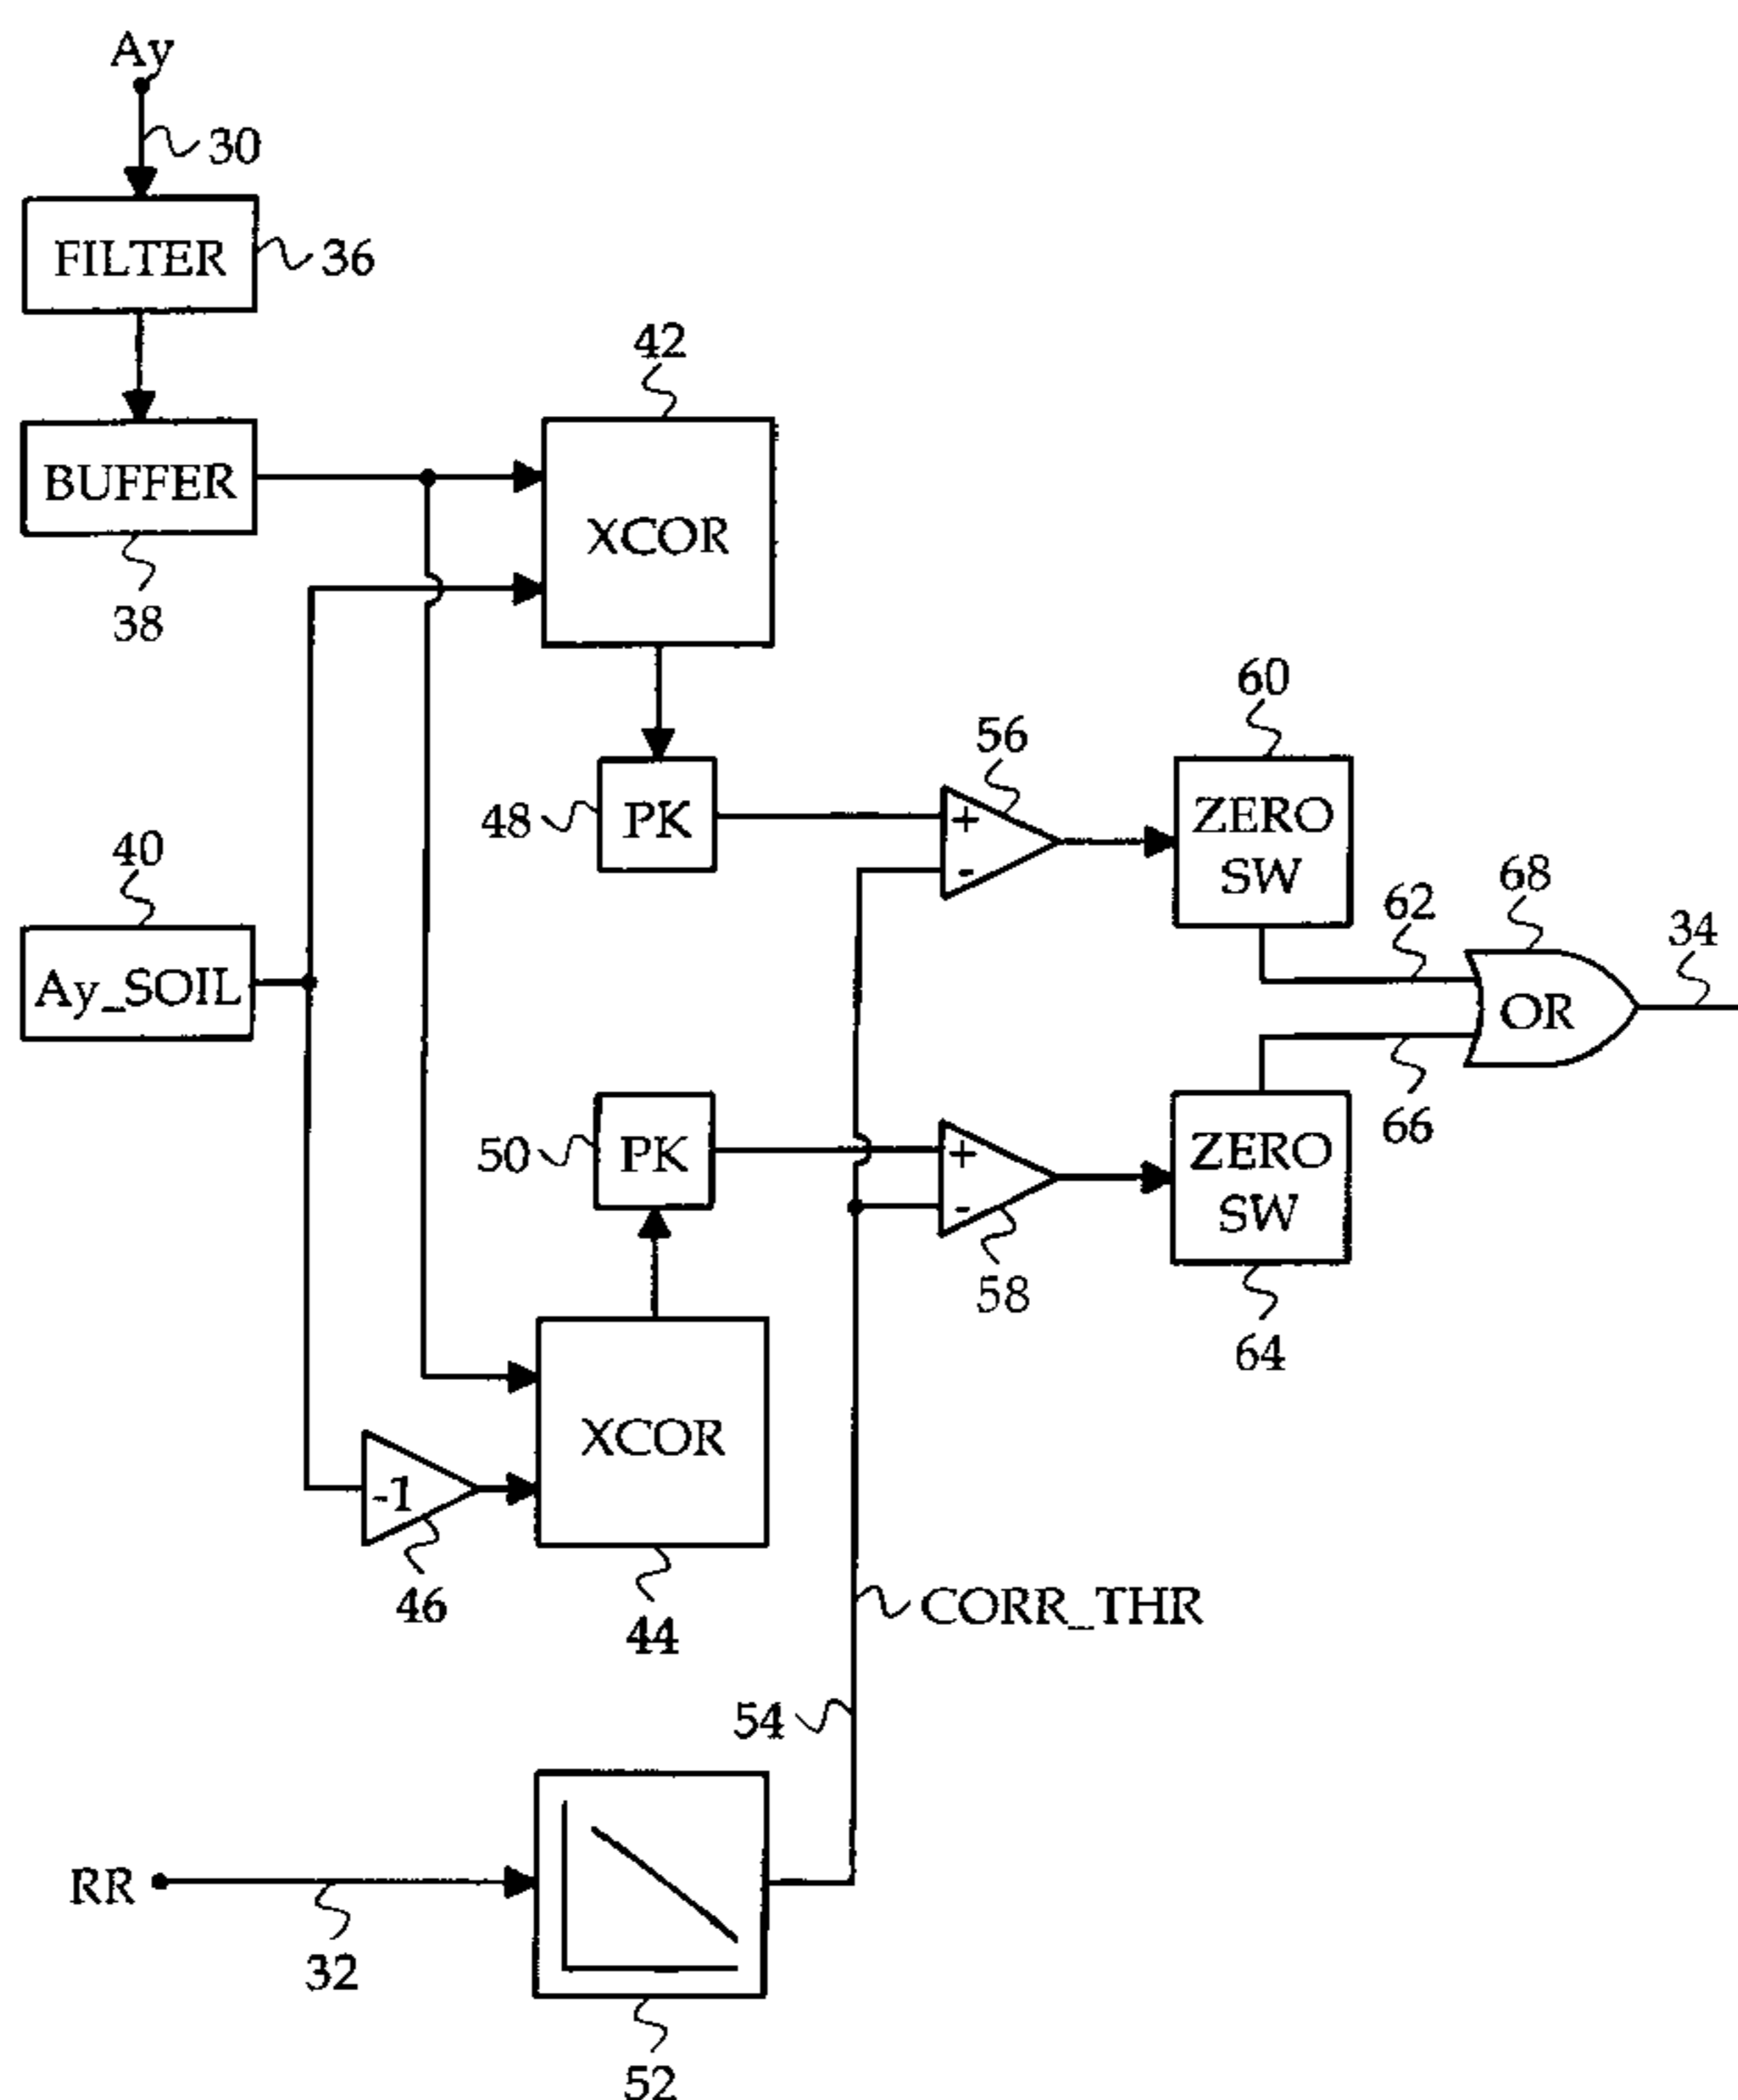 Ay
30
FILTER
36
42
BUFFER
XCOR
38
60
56
ZERO
SW
48
PK
+
-
40
68
62
34
Ay_SOIL
OR
50
PK
+
-
ZERO
SW
66
58
64
XCOR
-1
46
44
CORR_THR
54
RR
32
52